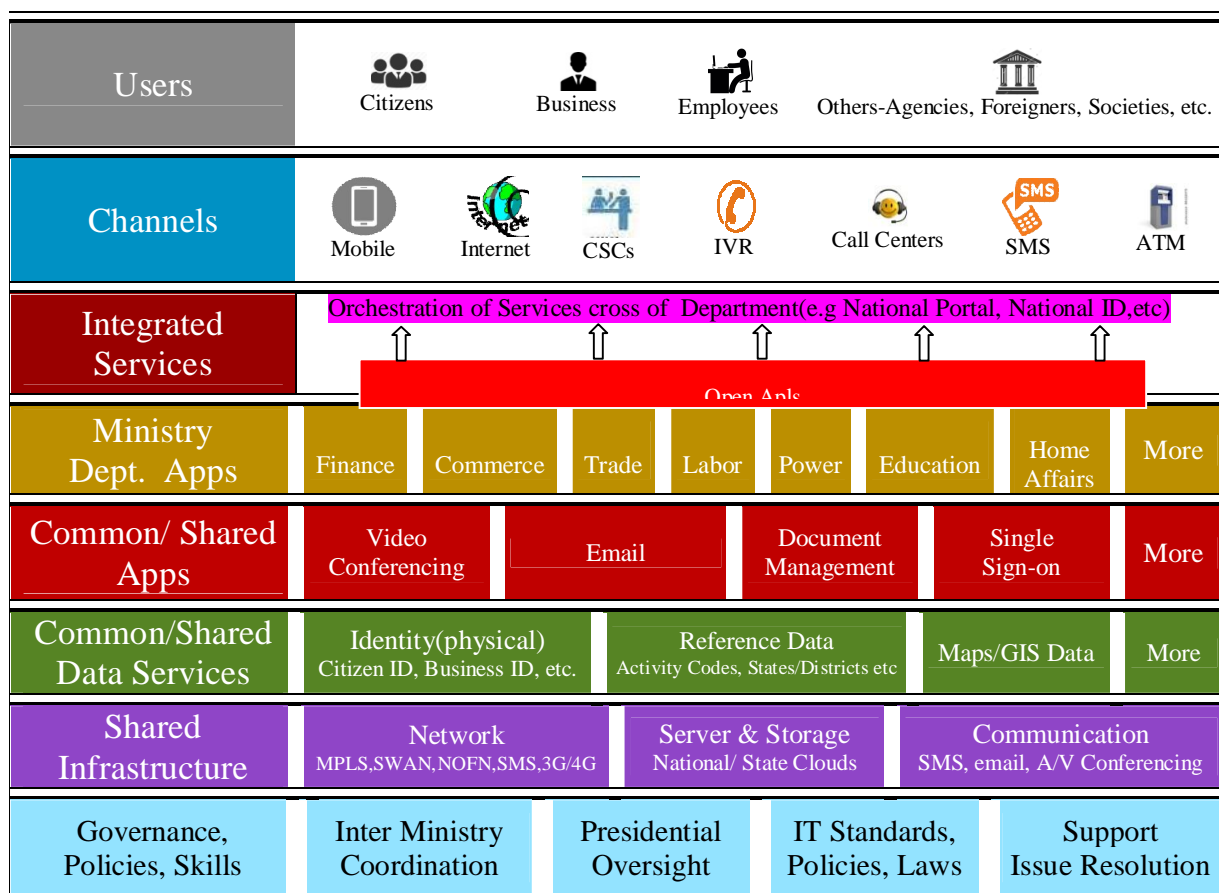 Users
Citizens
Business
Employees
Others-Agencies, Foreigners, Societies, etc.
Channels
Mobile
Internet
Internet
CSCs
IVR
Call Centers
SMS
SMS
ATM
Integrated
Services
Orchestration of Services cross of Department(e.g National Portal, National ID,etc)
Open ApIs
Ministry
Dept. Apps
Finance
Commerce
Trade
Labor
Power
Education
Home
Affairs
More
Common/ Shared
Apps
Video
Conferencing
Email
Document
Management
Single
Sign-on
More
Common/Shared
Data Services
Identity(physical)
Citizen ID, Business ID, etc.
Reference Data
Activity Codes, States/Districts etc
Maps/GIS Data
More
Shared
Infrastructure
Network
MPLS,SWAN,NOFN,SMS,3G/4G
Server & Storage
National/ State Clouds
Communication
SMS, email, A/V Conferencing
Governance,
Policies, Skills
Inter Ministry
Coordination
Presidential
Oversight
IT Standards,
Policies, Laws
Support
Issue Resolution